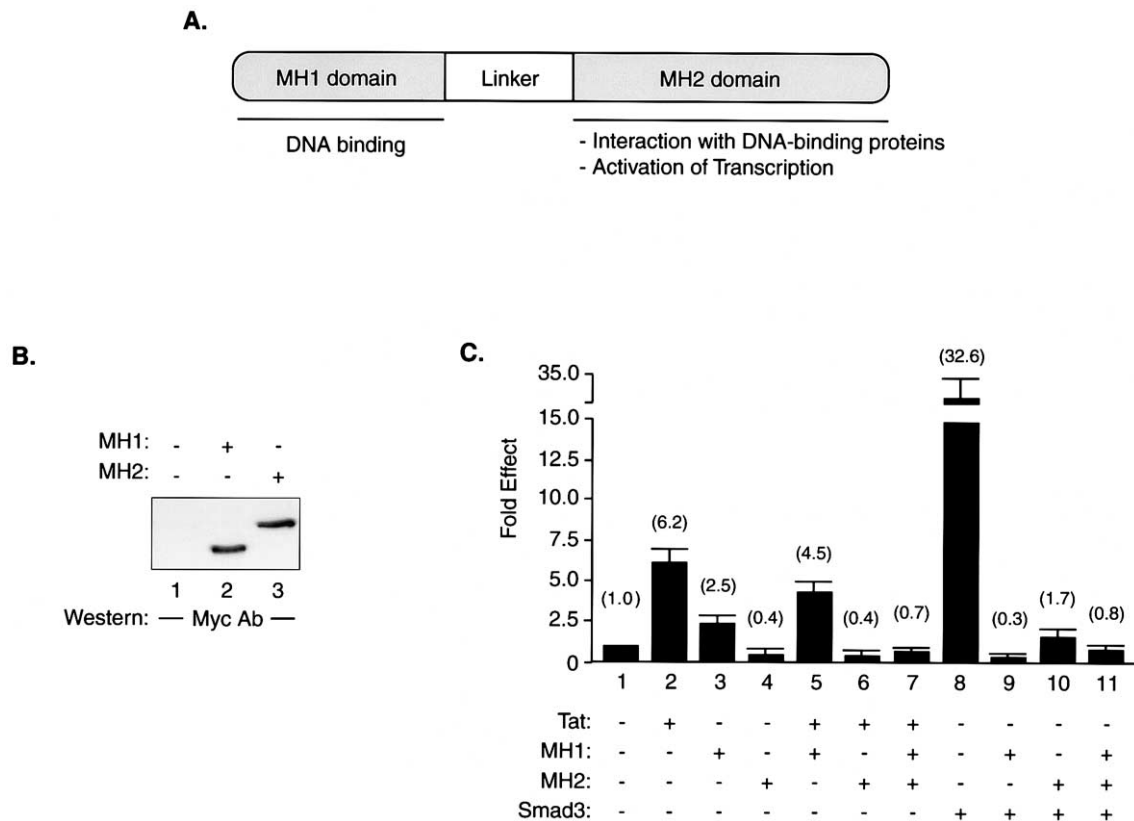 A.
MH1 domain Linker MH2 domain
DNA binding
- Interaction with DNA-binding proteins
- Activation of Transcription
B.
MH1: - + -
MH2: - - +
1 2 3
Western: — Myc Ab —
C.
Fold Effect
35.0
15.0
12.5
10.0
7.5
5.0
2.5
0
(1.0) (6.2) (2.5) (0.4) (4.5) (0.4) (0.7) (32.6) (0.3) (1.7) (0.8)
1 2 3 4 5 6 7 8 9 10 11
Tat: - + - - + + + - - - -
MH1: - - + - + - + - + - +
MH2: - - - + - + + - - + +
Smad3: - - - - - - - + + + +